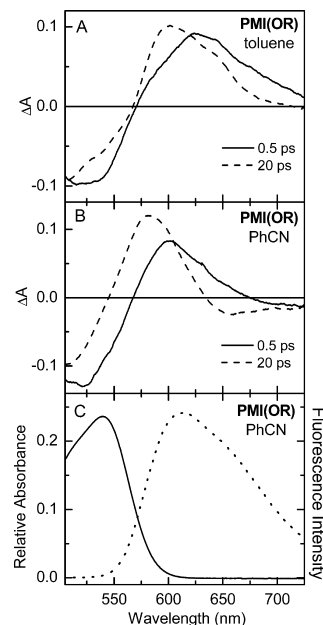 A
PMI(OR)
toluene
0.1
0.0
-0.1
ΔA
0.5 ps
20 ps
B
PMI(OR)
PhCN
0.1
0.0
-0.1
ΔA
0.5 ps
20 ps
C
PMI(OR)
PhCN
0.2
0.1
0.0
Relative Absorbance
Fluorescence Intensity
550 600 650 700
Wavelength (nm)